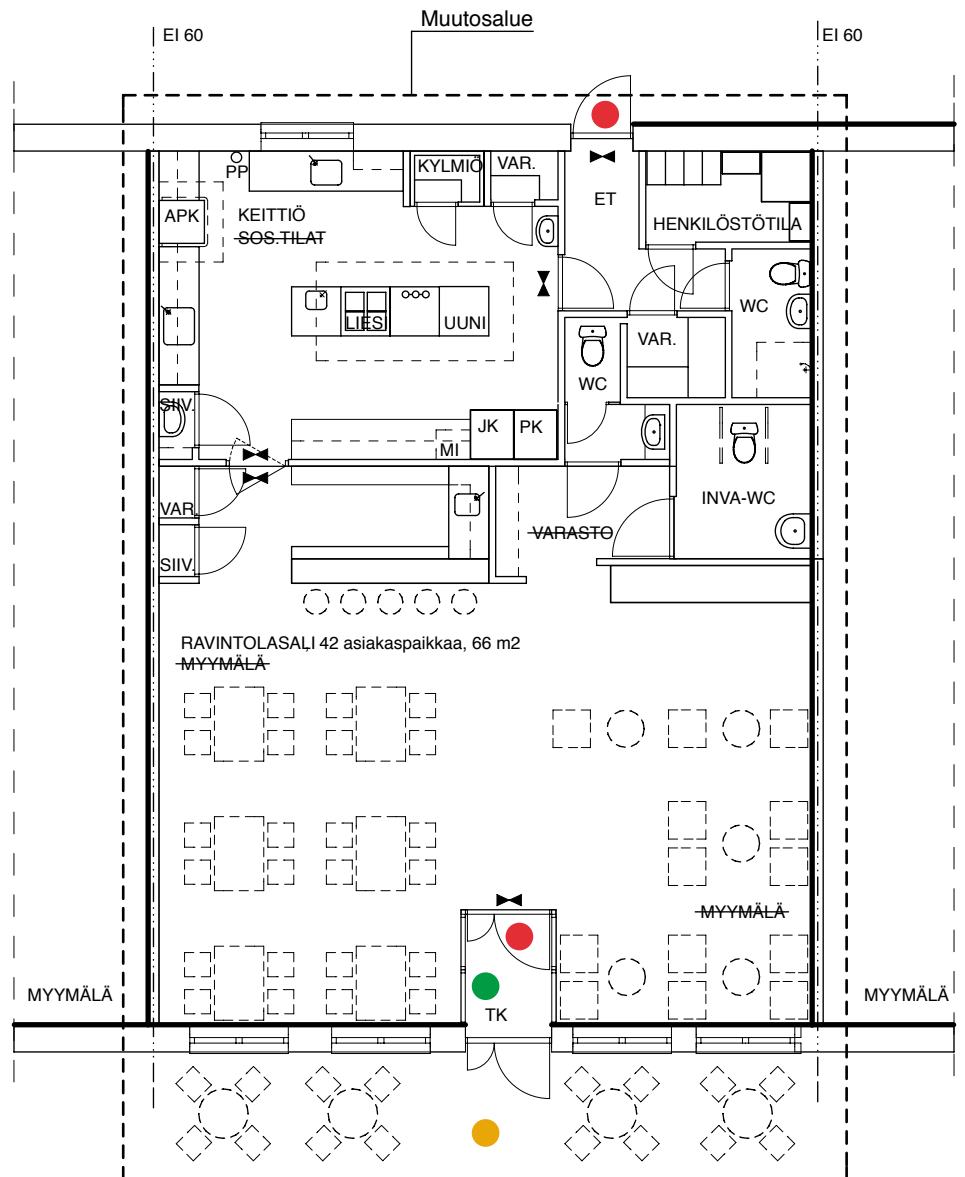 Muutosalue
EI 60
EI 60
KYLMIÖ
VAR.
PP
ET
APK
KEITTIÖ
SOS.TILAT
HENKILÖSTÖTILA
WC
LIESI
UUNI
VAR.
WC
SIIV.
JK
PK
MI
INVA-WC
VAR.
VARASTO
SIIV.
RAVINTOLASALI 42 asiakaspaikkaa, 66 m2
MYYMÄLÄ
MYYMÄLÄ
MYYMÄLÄ
MYYMÄLÄ
TK